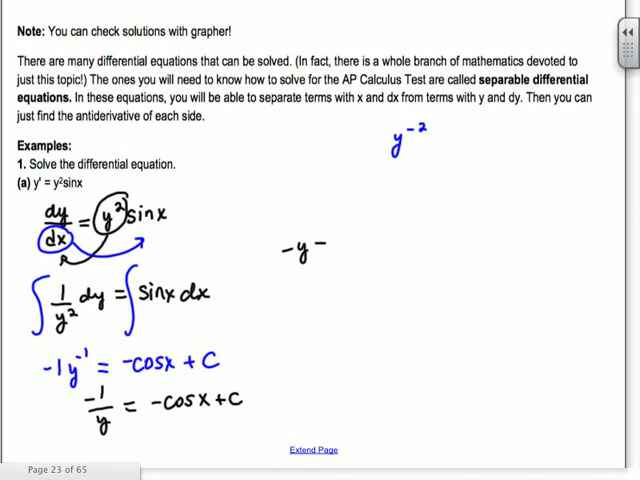 Note: You can check solutions with grapher!
There are many differential equations that can be solved. (In fact, there is a whole branch of mathematics devoted to
just this topic!) The ones you will need to know how to solve for the AP Calculus Test are called separable differential
equations. In these equations, you will be able to separate terms with x and dx from terms with y and dy. Then you can
just find the antiderivative of each side.
y⁻²
Examples:
1. Solve the differential equation.
(a) y' = y²sinx
dy/dx = y² sinx
-y -
∫ 1/y² dy = ∫ sinx dx
-1y⁻¹ = -cosx + C
-1/y = -cosx + C
Extend Page
Page 23 of 65